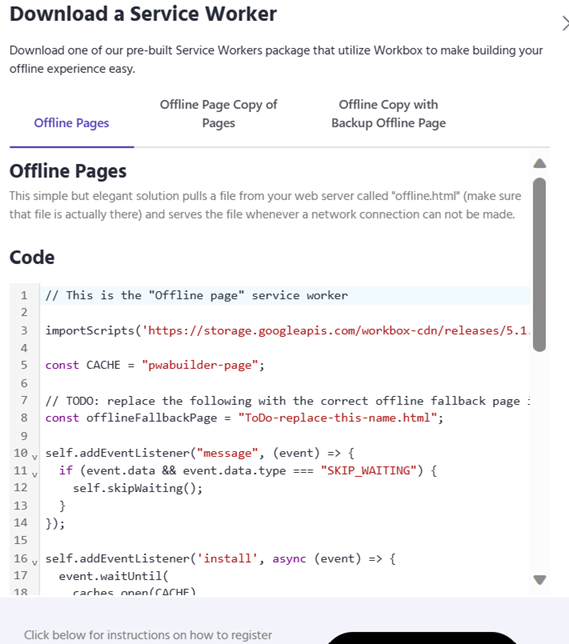 Download a Service Worker
Download one of our pre-built Service Workers package that utilize Workbox to make building your
offline experience easy.
Offline Pages
Offline Page Copy of
Pages
Offline Copy with
Backup Offline Page
Offline Pages
This simple but elegant solution pulls a file from your web server called "offline.html" (make sure
that file is actually there) and serves the file whenever a network connection can not be made.
Code
1 // This is the "Offline page" service worker
2
3 importScripts('https://storage.googleapis.com/workbox-cdn/releases/5.1.
4
5 const CACHE = "pwabuilder-page";
6
7 // TODO: replace the following with the correct offline fallback page i
8 const offlineFallbackPage = "ToDo-replace-this-name.html";
9
10 self.addEventListener("message", (event) => {
11   if (event.data && event.data.type === "SKIP_WAITING") {
12     self.skipWaiting();
13   }
14 });
15
16 self.addEventListener('install', async (event) => {
17   event.waitUntil(
18     caches.open(CACHE)
Click below for instructions on how to register